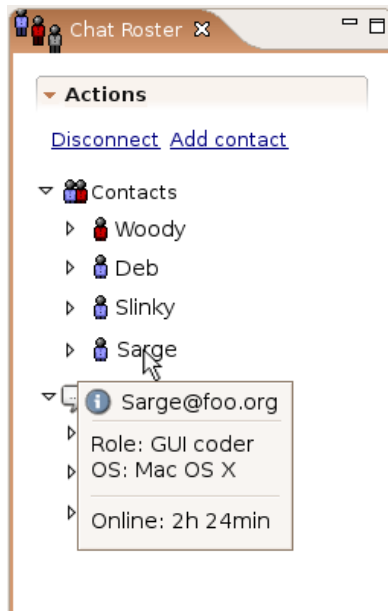 Chat Roster
Actions
Disconnect Add contact
Contacts
Woody
Deb
Slinky
Sarge
Sarge@foo.org
Role: GUI coder
OS: Mac OS X
Online: 2h 24min